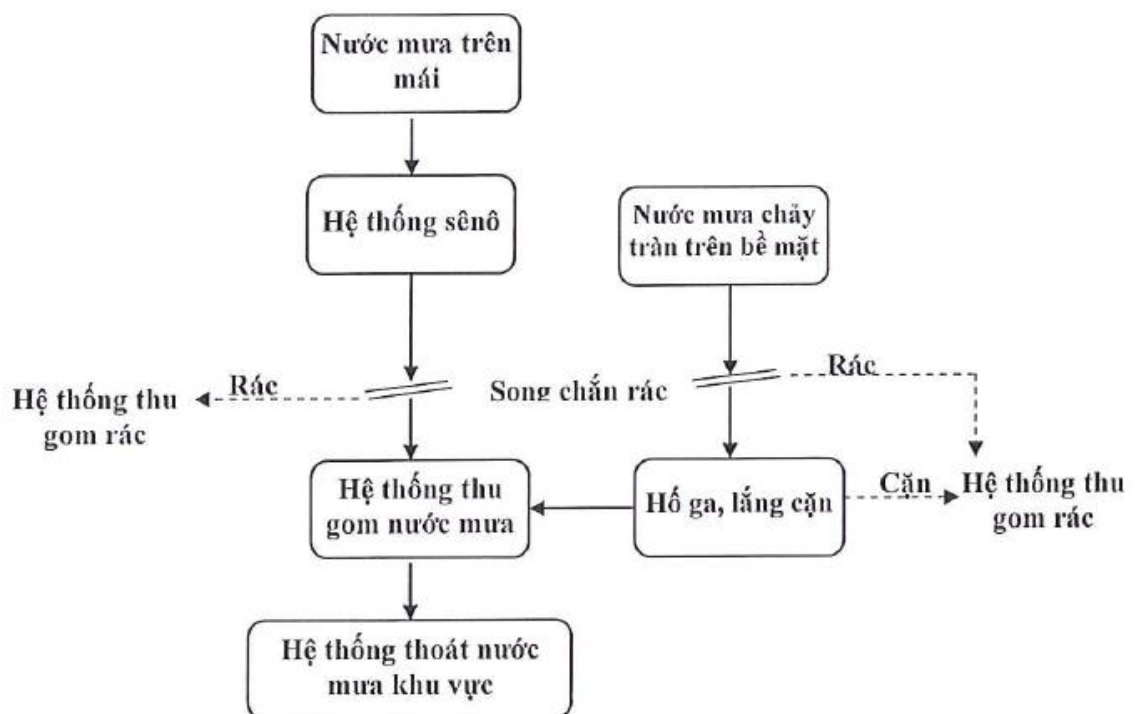 Nước mưa trên
mái
Hệ thống sênô
Nước mưa chảy
tràn trên bề mặt
Rác
Song chắn rác
Rác
Hệ thống thu
gom rác
Hệ thống thu
gom nước mưa
Hố ga, lắng cặn
Cặn
Hệ thống thu
gom rác
Hệ thống thoát nước
mưa khu vực